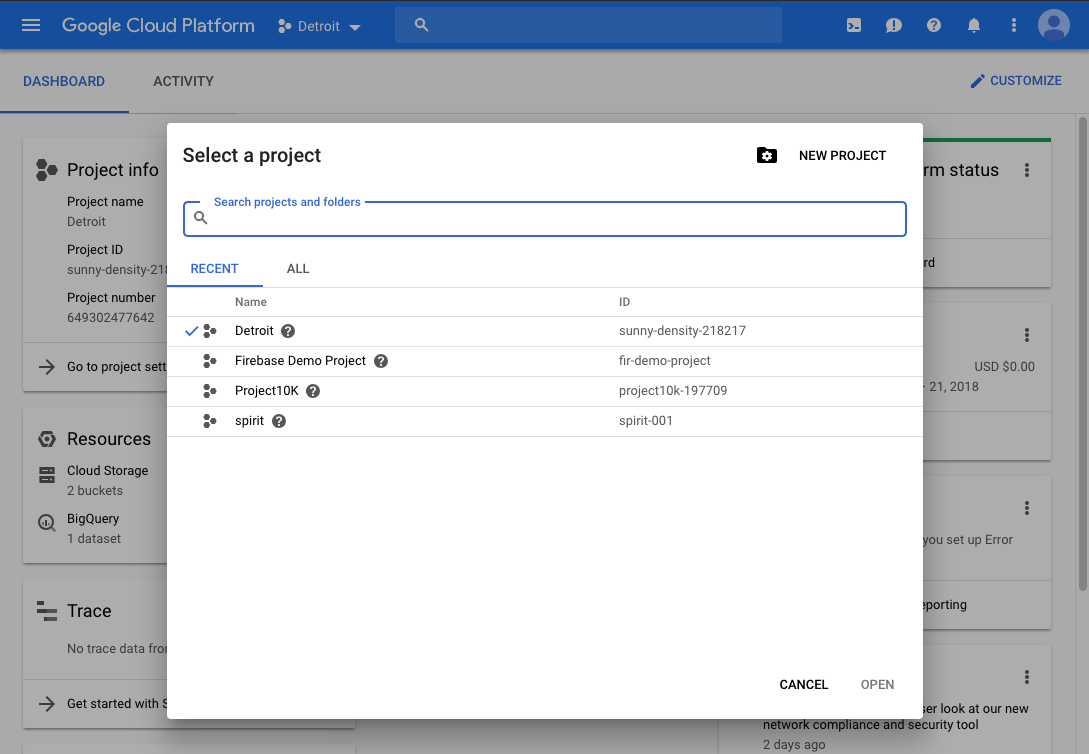 Google Cloud Platform
Detroit
DASHBOARD
ACTIVITY
CUSTOMIZE
Project info
Project name
Detroit
Project ID
sunny-density-218
Project number
649302477642
Go to project sett
Resources
Cloud Storage
2 buckets
BigQuery
1 dataset
Trace
No trace data from
Get started with S
Select a project
NEW PROJECT
Search projects and folders
RECENT
ALL
Name ID
Detroit sunny-density-218217
Firebase Demo Project fir-demo-project
Project10K project10k-197709
spirit spirit-001
CANCEL
OPEN
rm status
rd
USD $0.00
- 21, 2018
you set up Error
eporting
ser look at our new
network compliance and security tool
2 days ago